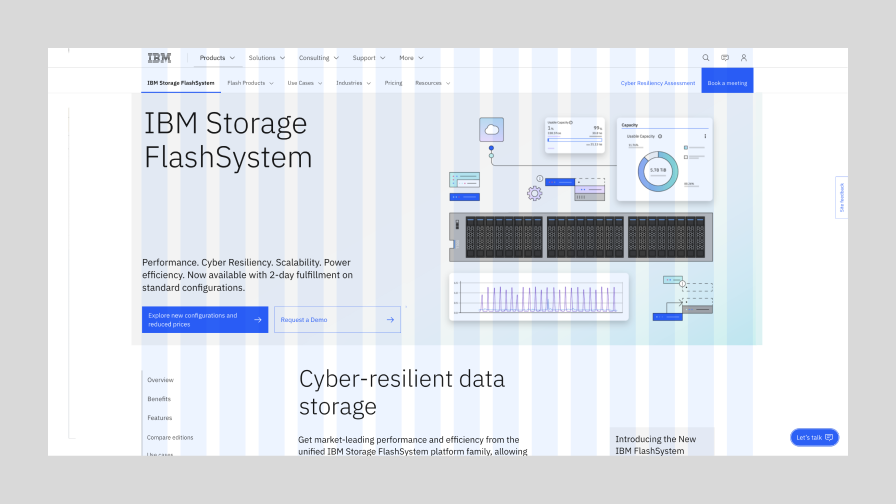 IBM
Products
Solutions
Consulting
Support
More
IBM Storage FlashSystem
Flash Products
Use Cases
Industries
Pricing
Resources
Cyber Resiliency Assessment
Book a meeting
IBM Storage
FlashSystem
Performance. Cyber Resiliency. Scalability. Power
efficiency. Now available with 2-day fulfillment on
standard configurations.
Explore new configurations and
reduced prices
Request a Demo
Usable Capacity
Capacity
Usable Capacity
Site feedback
Overview
Benefits
Features
Compare editions
Use cases
Cyber-resilient data
storage
Get market-leading performance and efficiency from the
unified IBM Storage FlashSystem platform family, allowing
Introducing the New
IBM FlashSystem
Let's talk